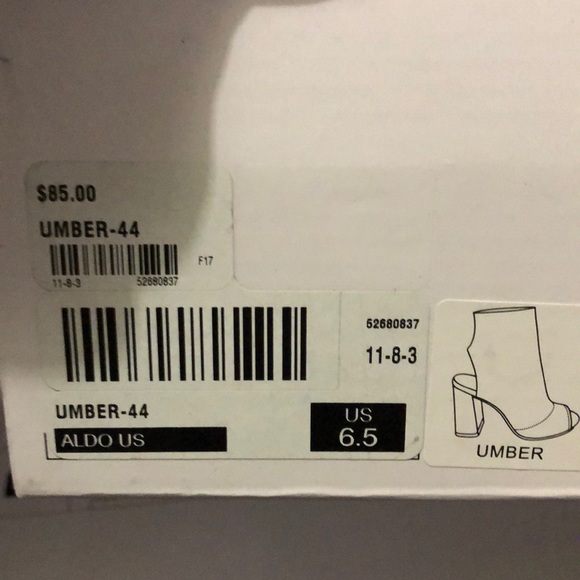 $85.00
UMBER-44
F17
11-8-3 52680837
52680837
11-8-3
UMBER-44
ALDO US
US
6.5
UMBER